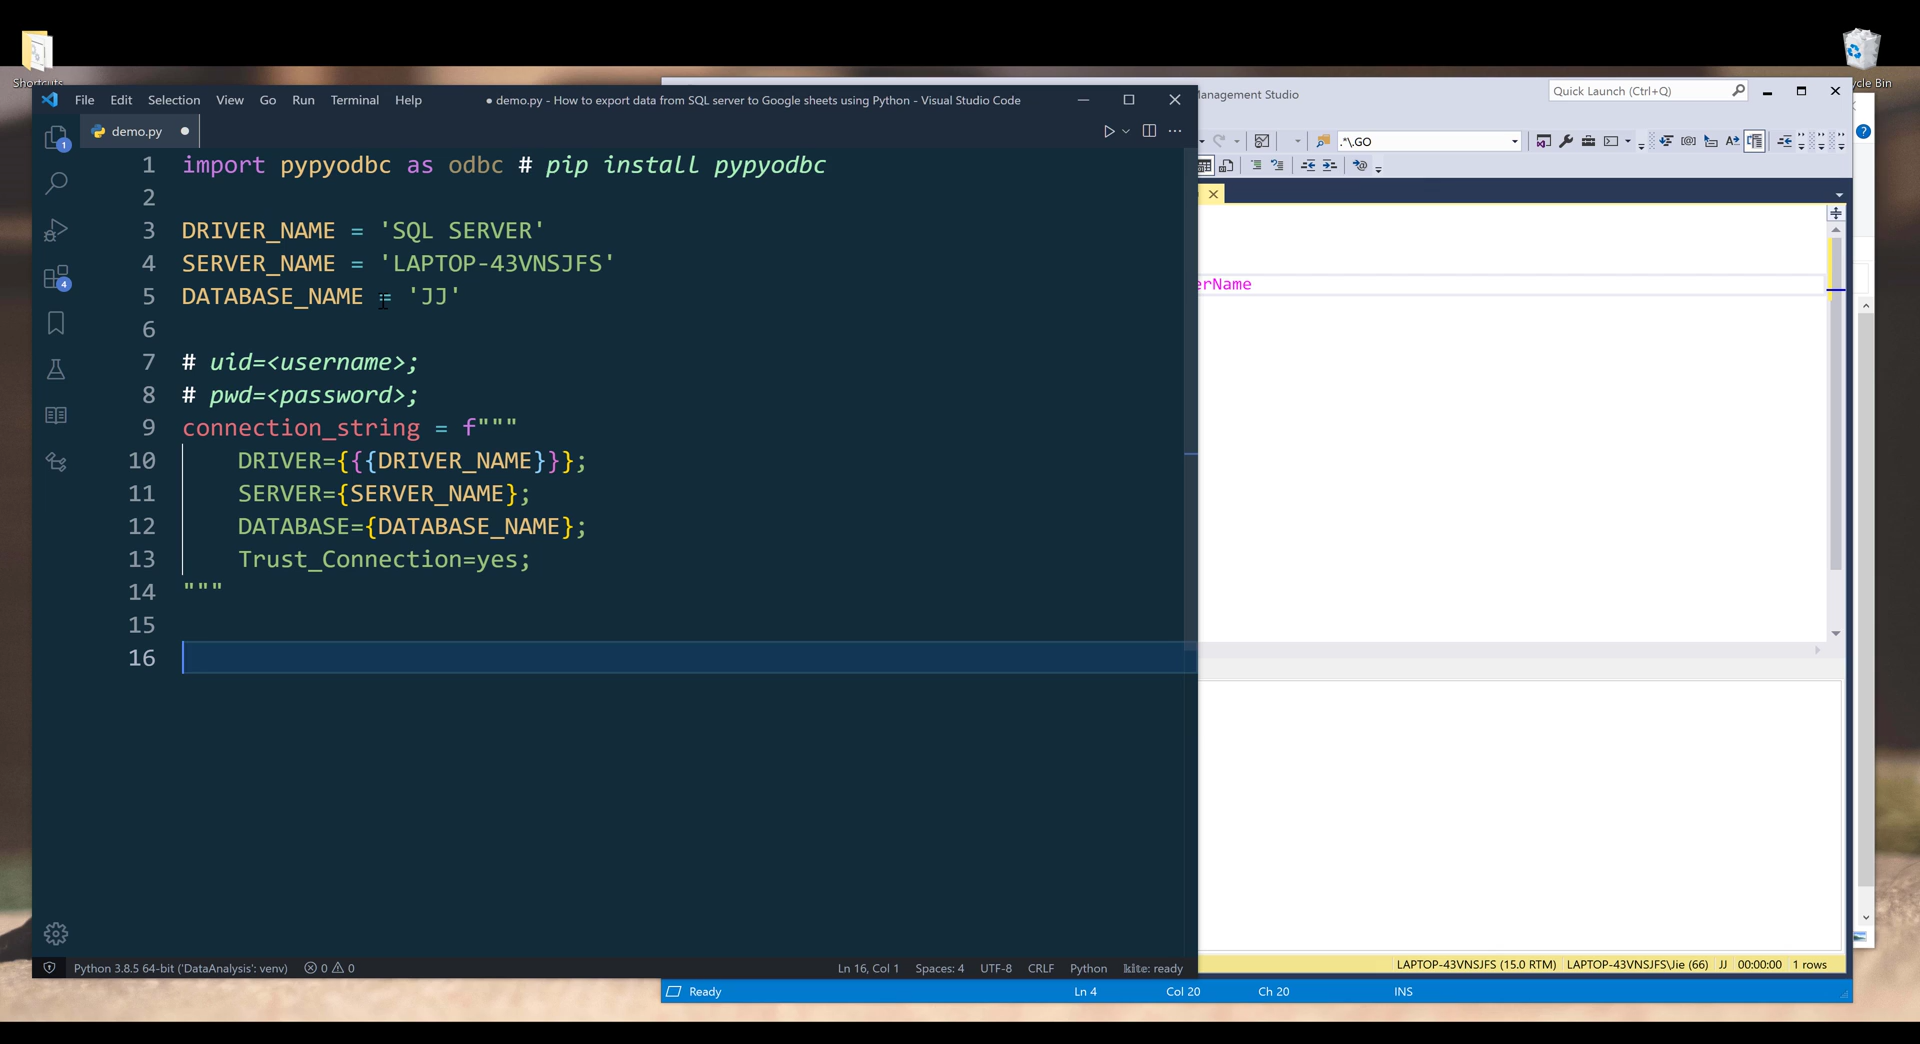 Shortcuts
File Edit Selection View Go Run Terminal Help
● demo.py - How to export data from SQL server to Google sheets using Python - Visual Studio Code
demo.py
1 import pypyodbc as odbc # pip install pypyodbc
2
3 DRIVER_NAME = 'SQL SERVER'
4 SERVER_NAME = 'LAPTOP-43VNSJFS'
5 DATABASE_NAME = 'JJ'
6
7 # uid=<username>;
8 # pwd=<password>;
9 connection_string = f"""
10 DRIVER={{{DRIVER_NAME}}};
11 SERVER={SERVER_NAME};
12 DATABASE={DATABASE_NAME};
13 Trust_Connection=yes;
14 """
15
16
1
4
Python 3.8.5 64-bit ('DataAnalysis': venv) 0 0
Ln 16, Col 1 Spaces: 4 UTF-8 CRLF Python kite: ready
Management Studio
Quick Launch (Ctrl+Q)
.*\.GO
erName
LAPTOP-43VNSJFS (15.0 RTM) LAPTOP-43VNSJFS\Jie (66) JJ 00:00:00 1 rows
Ready Ln 4 Col 20 Ch 20 INS
ycle Bin